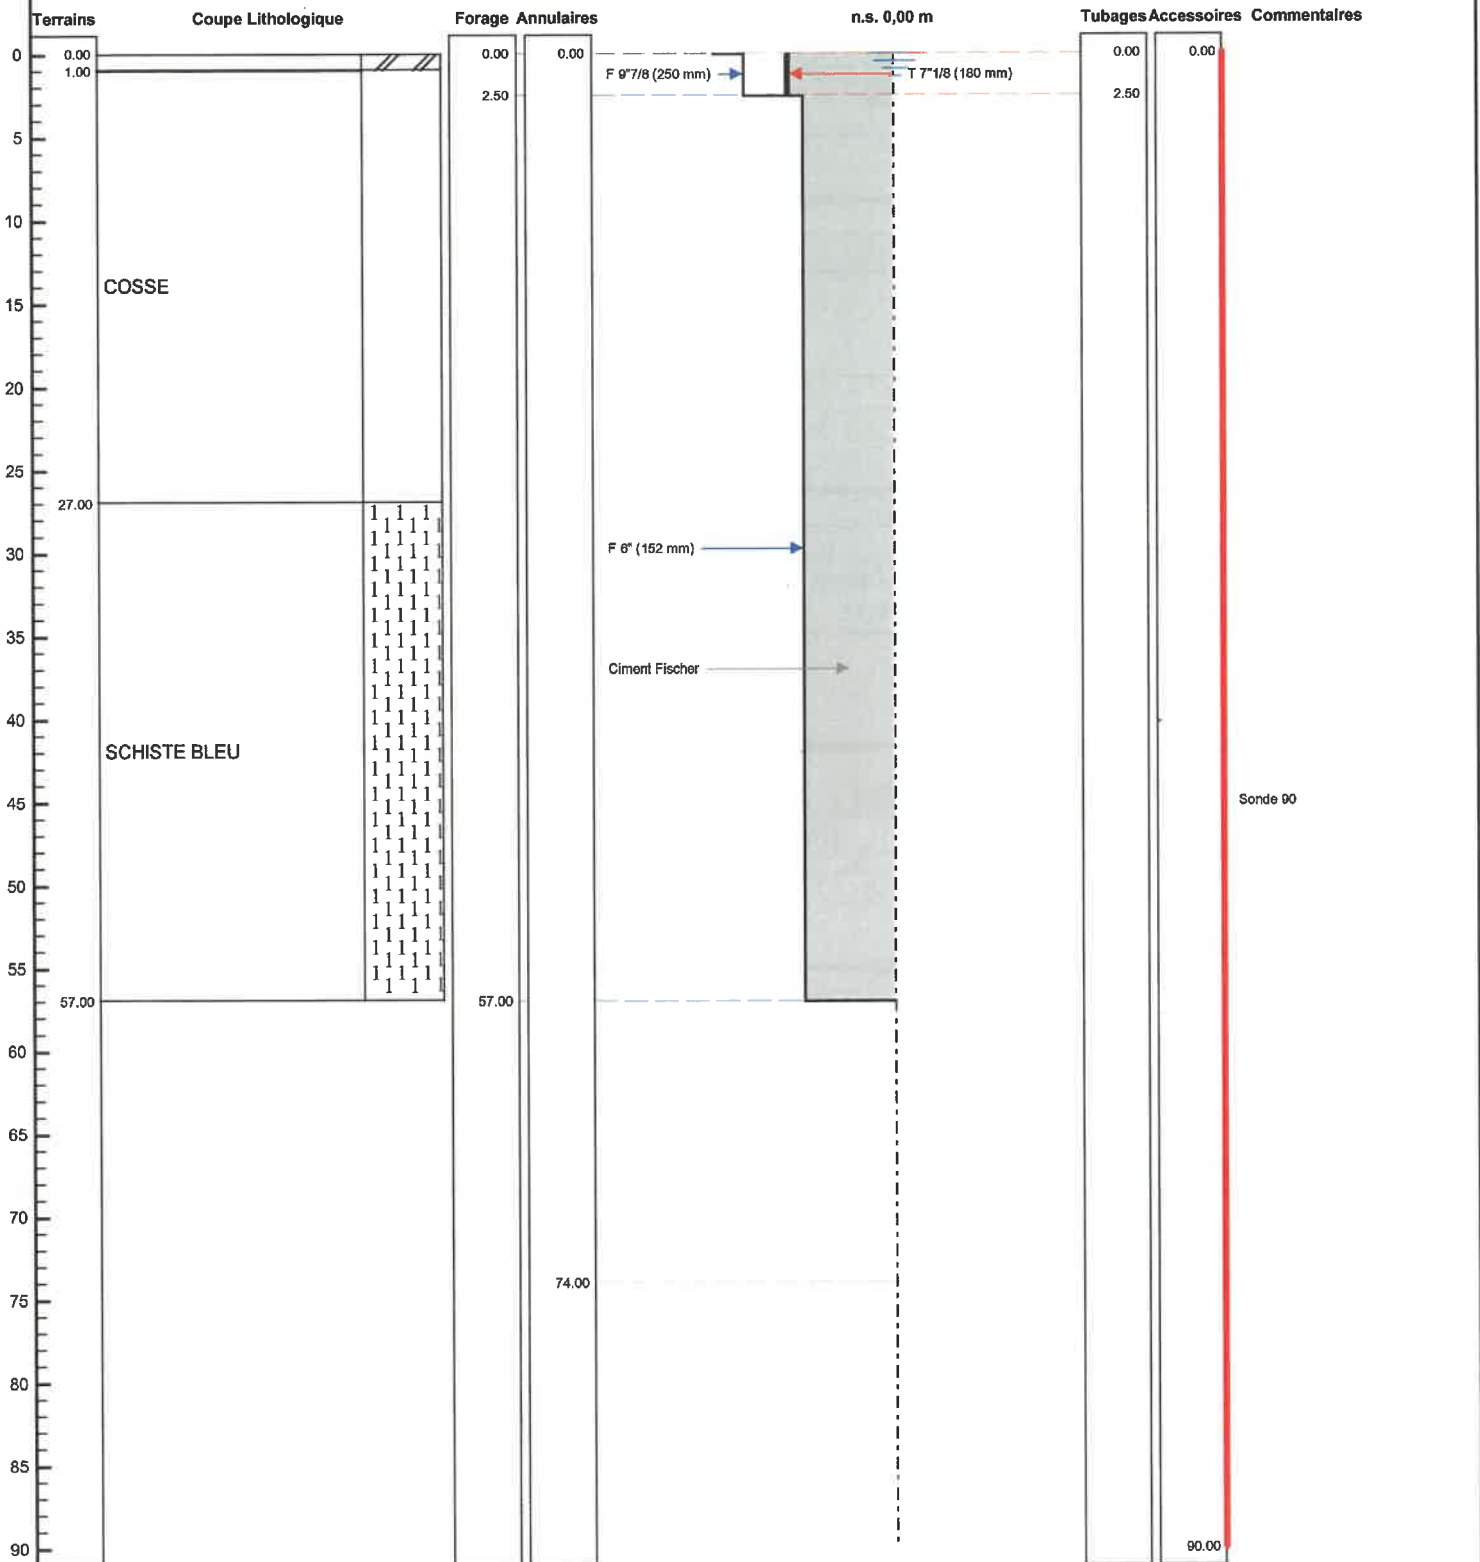 Terrains Coupe Lithologique Forage Annulaires n.s. 0,00 m Tubages Accessoires Commentaires
0 0.00 0.00 0.00 0.00 0.00
1.00 F 9"7/8 (250 mm) T 7"1/8 (180 mm)
2.50 2.50
5
10
COSSE
15
20
25
27.00
30 F 6" (152 mm)
35
Ciment Fischer
40
SCHISTE BLEU
45 Sonde 90
50
55
57.00 57.00
60
65
70
74.00
75
80
85
90 90.00